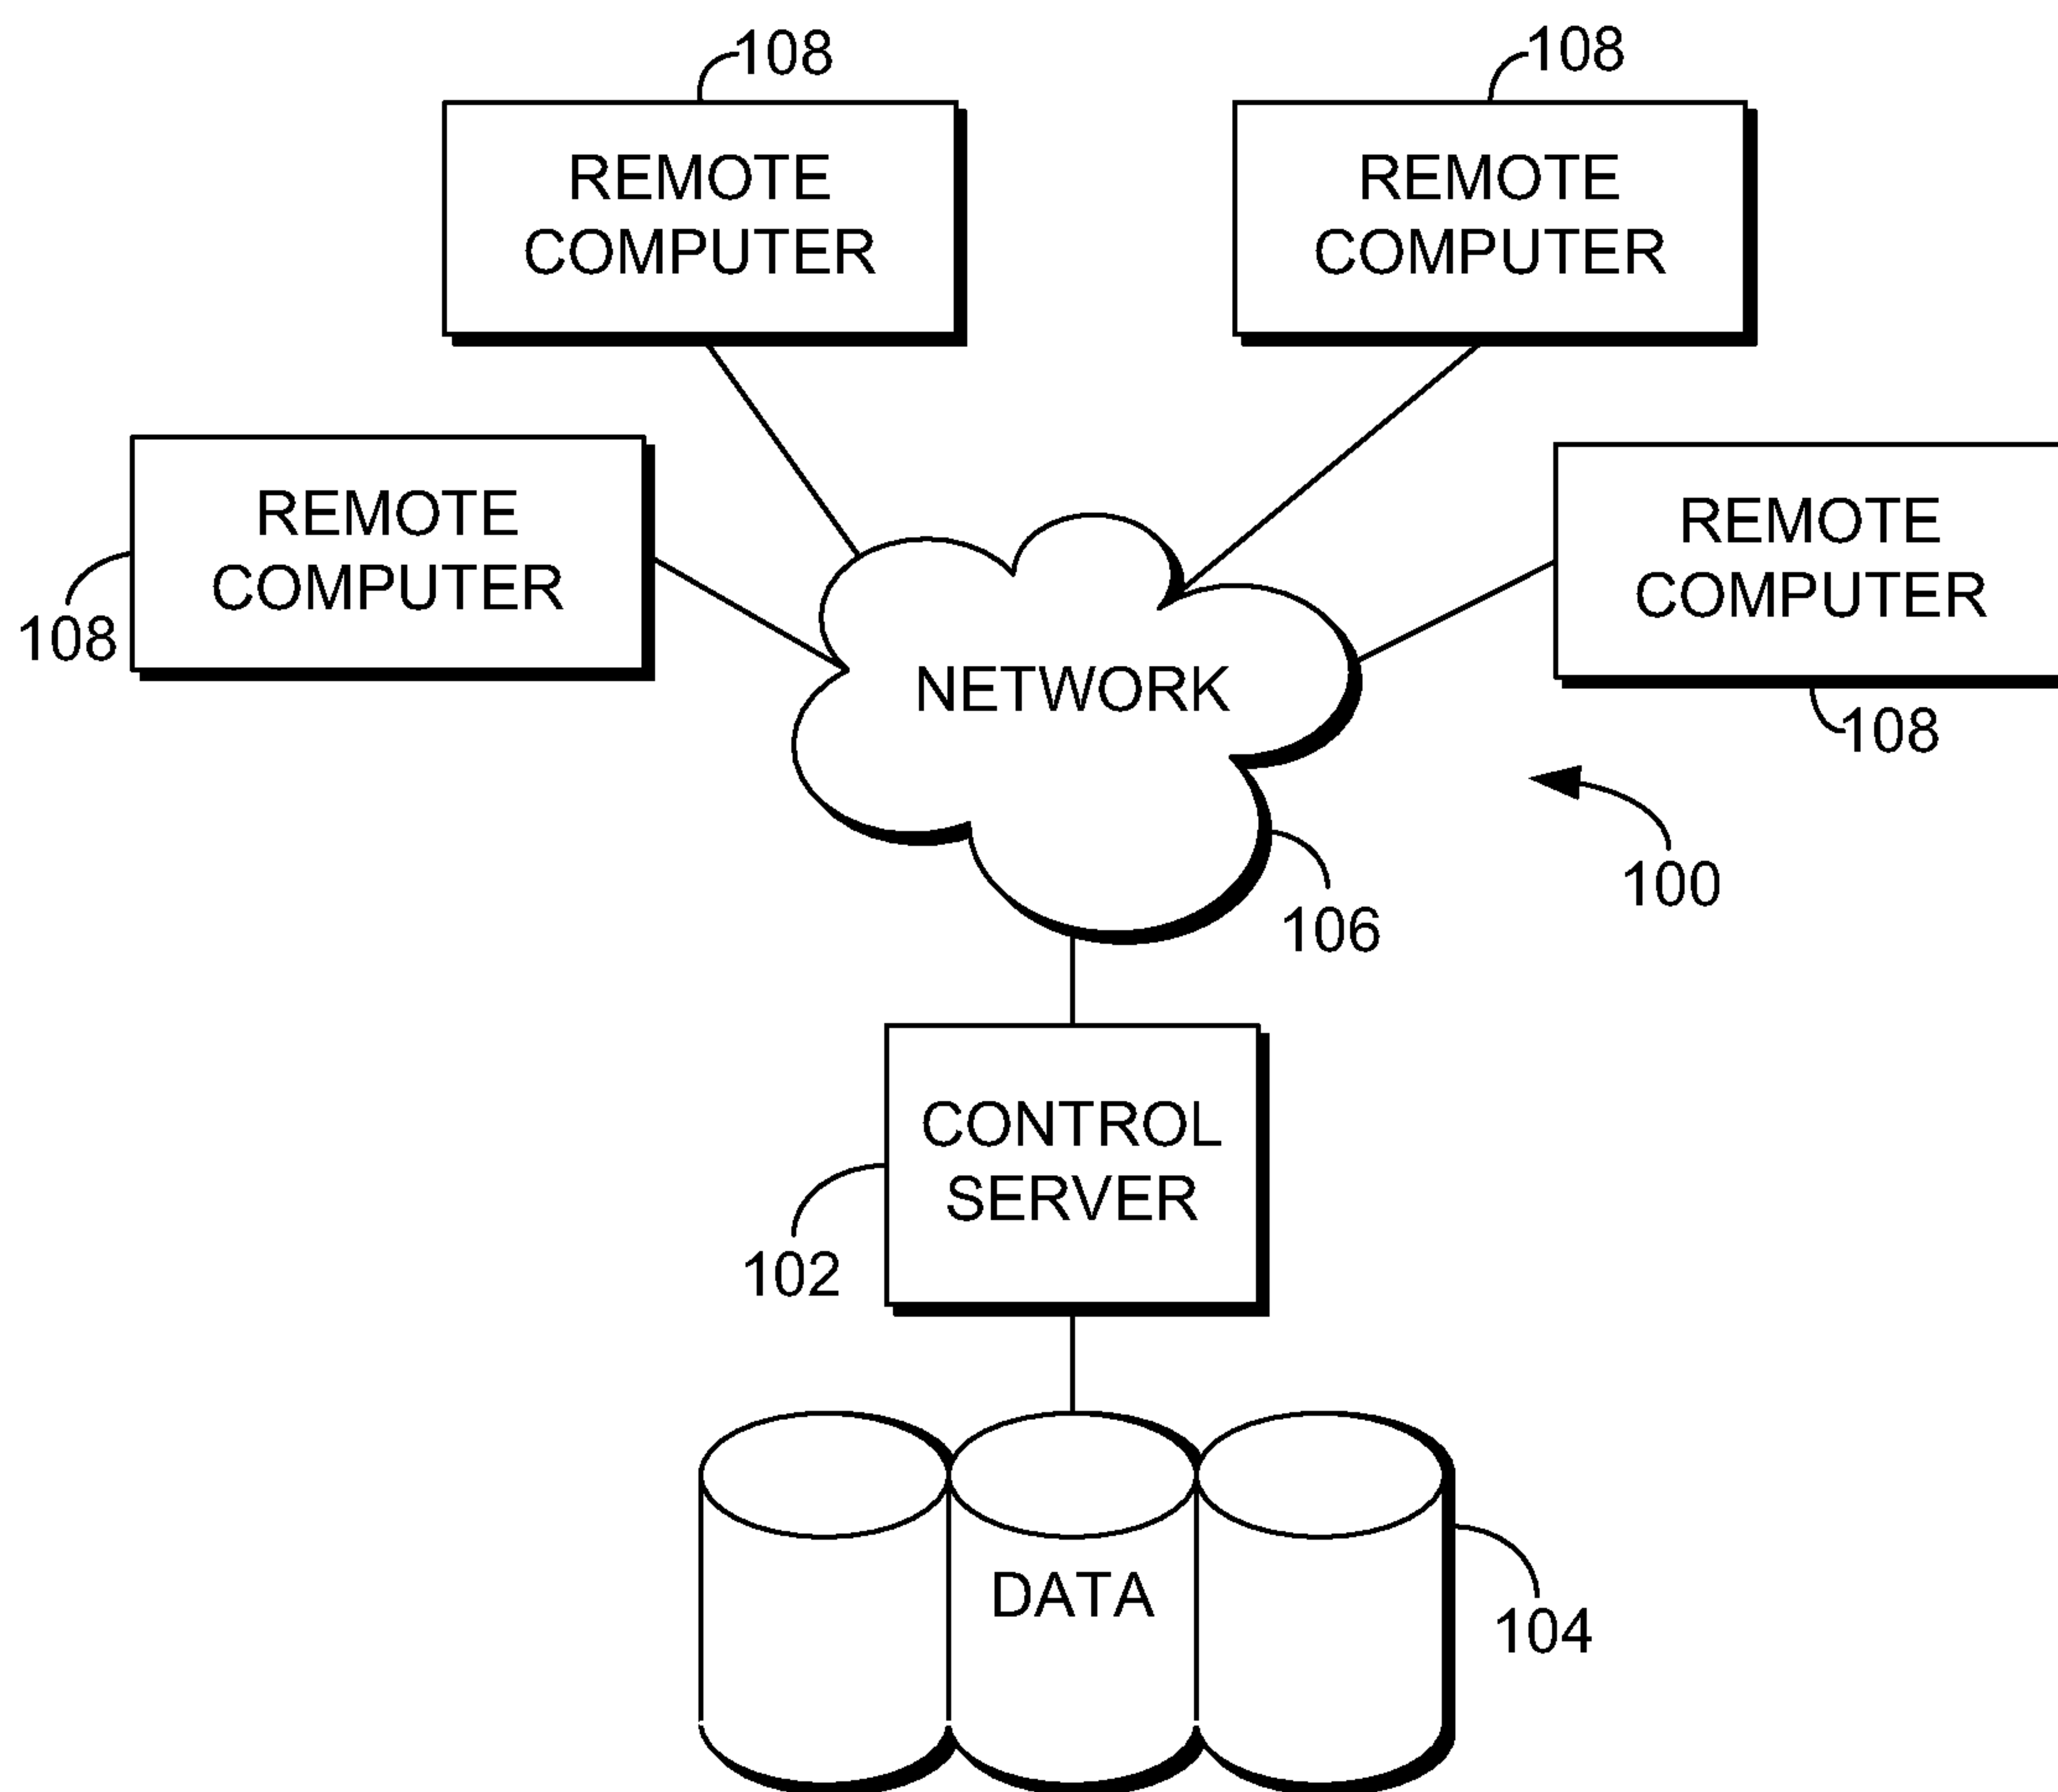 108
108
REMOTE
COMPUTER
REMOTE
COMPUTER
REMOTE
COMPUTER
REMOTE
COMPUTER
108
NETWORK
108
100
106
CONTROL
SERVER
102
DATA
104